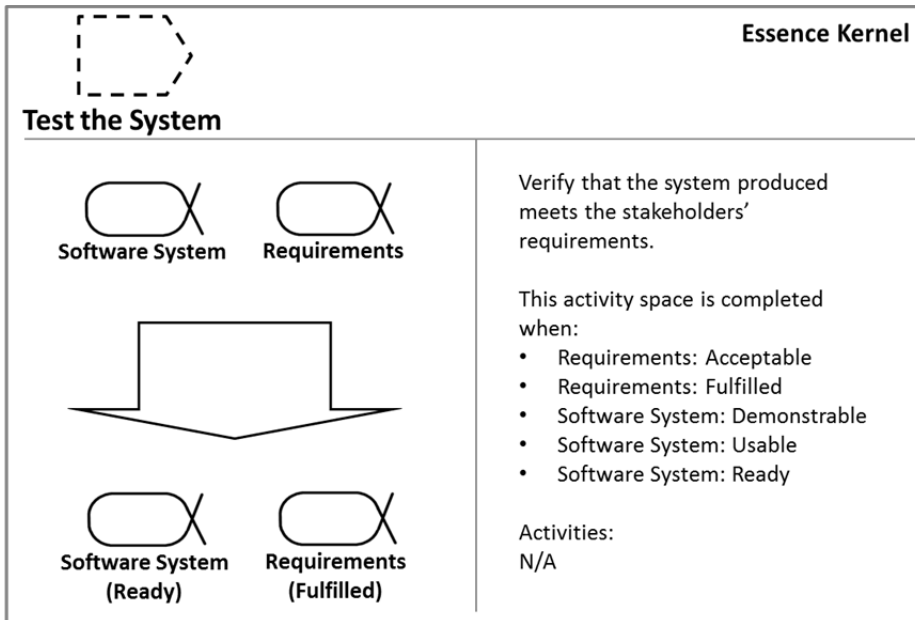 Essence Kernel
Test the System
Software System
Requirements
Software System
(Ready)
Requirements
(Fulfilled)
Verify that the system produced
meets the stakeholders’
requirements.
This activity space is completed
when:
• Requirements: Acceptable
• Requirements: Fulfilled
• Software System: Demonstrable
• Software System: Usable
• Software System: Ready
Activities:
N/A